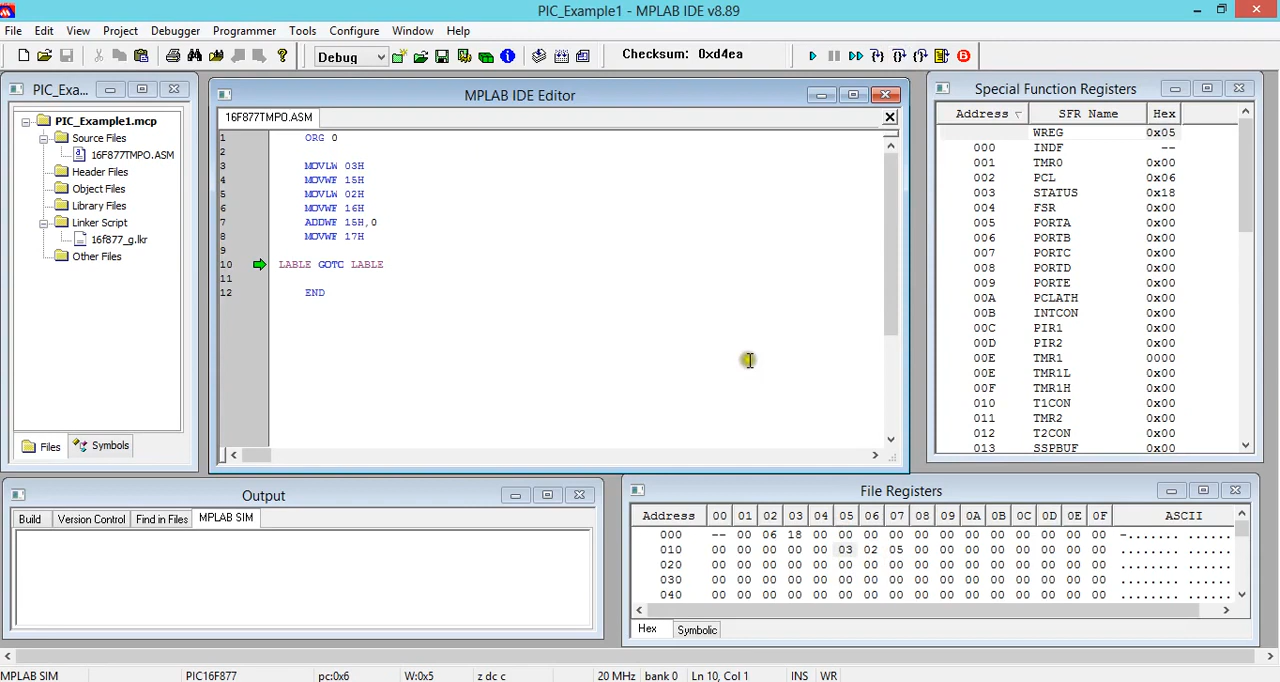 PIC_Example1 - MPLAB IDE v8.89
File Edit View Project Debugger Programmer Tools Configure Window Help
Debug Checksum: 0xd4ea
PIC_Exa...
PIC_Example1.mcp
Source Files
16F877TMPO.ASM
Header Files
Object Files
Library Files
Linker Script
16f877_g.lkr
Other Files
Files Symbols
MPLAB IDE Editor
16F877TMPO.ASM
1 ORG 0
2
3 MOVLW 03H
4 MOVWF 15H
5 MOVLW 02H
6 MOVWF 16H
7 ADDWF 15H,0
8 MOVWF 17H
9
10 LABLE GOTC LABLE
11
12 END
Special Function Registers
Address SFR Name Hex
WREG 0x05
000 INDF --
001 TMR0 0x00
002 PCL 0x06
003 STATUS 0x18
004 FSR 0x00
005 PORTA 0x00
006 PORTB 0x00
007 PORTC 0x00
008 PORTD 0x00
009 PORTE 0x00
00A PCLATH 0x00
00B INTCON 0x00
00C PIR1 0x00
00D PIR2 0x00
00E TMR1 0000
00E TMR1L 0x00
00F TMR1H 0x00
010 T1CON 0x00
011 TMR2 0x00
012 T2CON 0x00
013 SSPBUF 0x00
Output
Build Version Control Find in Files MPLAB SIM
File Registers
Address 00 01 02 03 04 05 06 07 08 09 0A 0B 0C 0D 0E 0F ASCII
000 -- 00 06 18 00 00 00 00 00 00 00 00 00 00 00 00 -....... ........
010 00 00 00 00 00 03 02 05 00 00 00 00 00 00 00 00 ........ ........
020 00 00 00 00 00 00 00 00 00 00 00 00 00 00 00 00 ........ ........
030 00 00 00 00 00 00 00 00 00 00 00 00 00 00 00 00 ........ ........
040 00 00 00 00 00 00 00 00 00 00 00 00 00 00 00 00 ........ ........
Hex Symbolic
MPLAB SIM PIC16F877 pc:0x6 W:0x5 z dc c 20 MHz bank 0 Ln 10, Col 1 INS WR